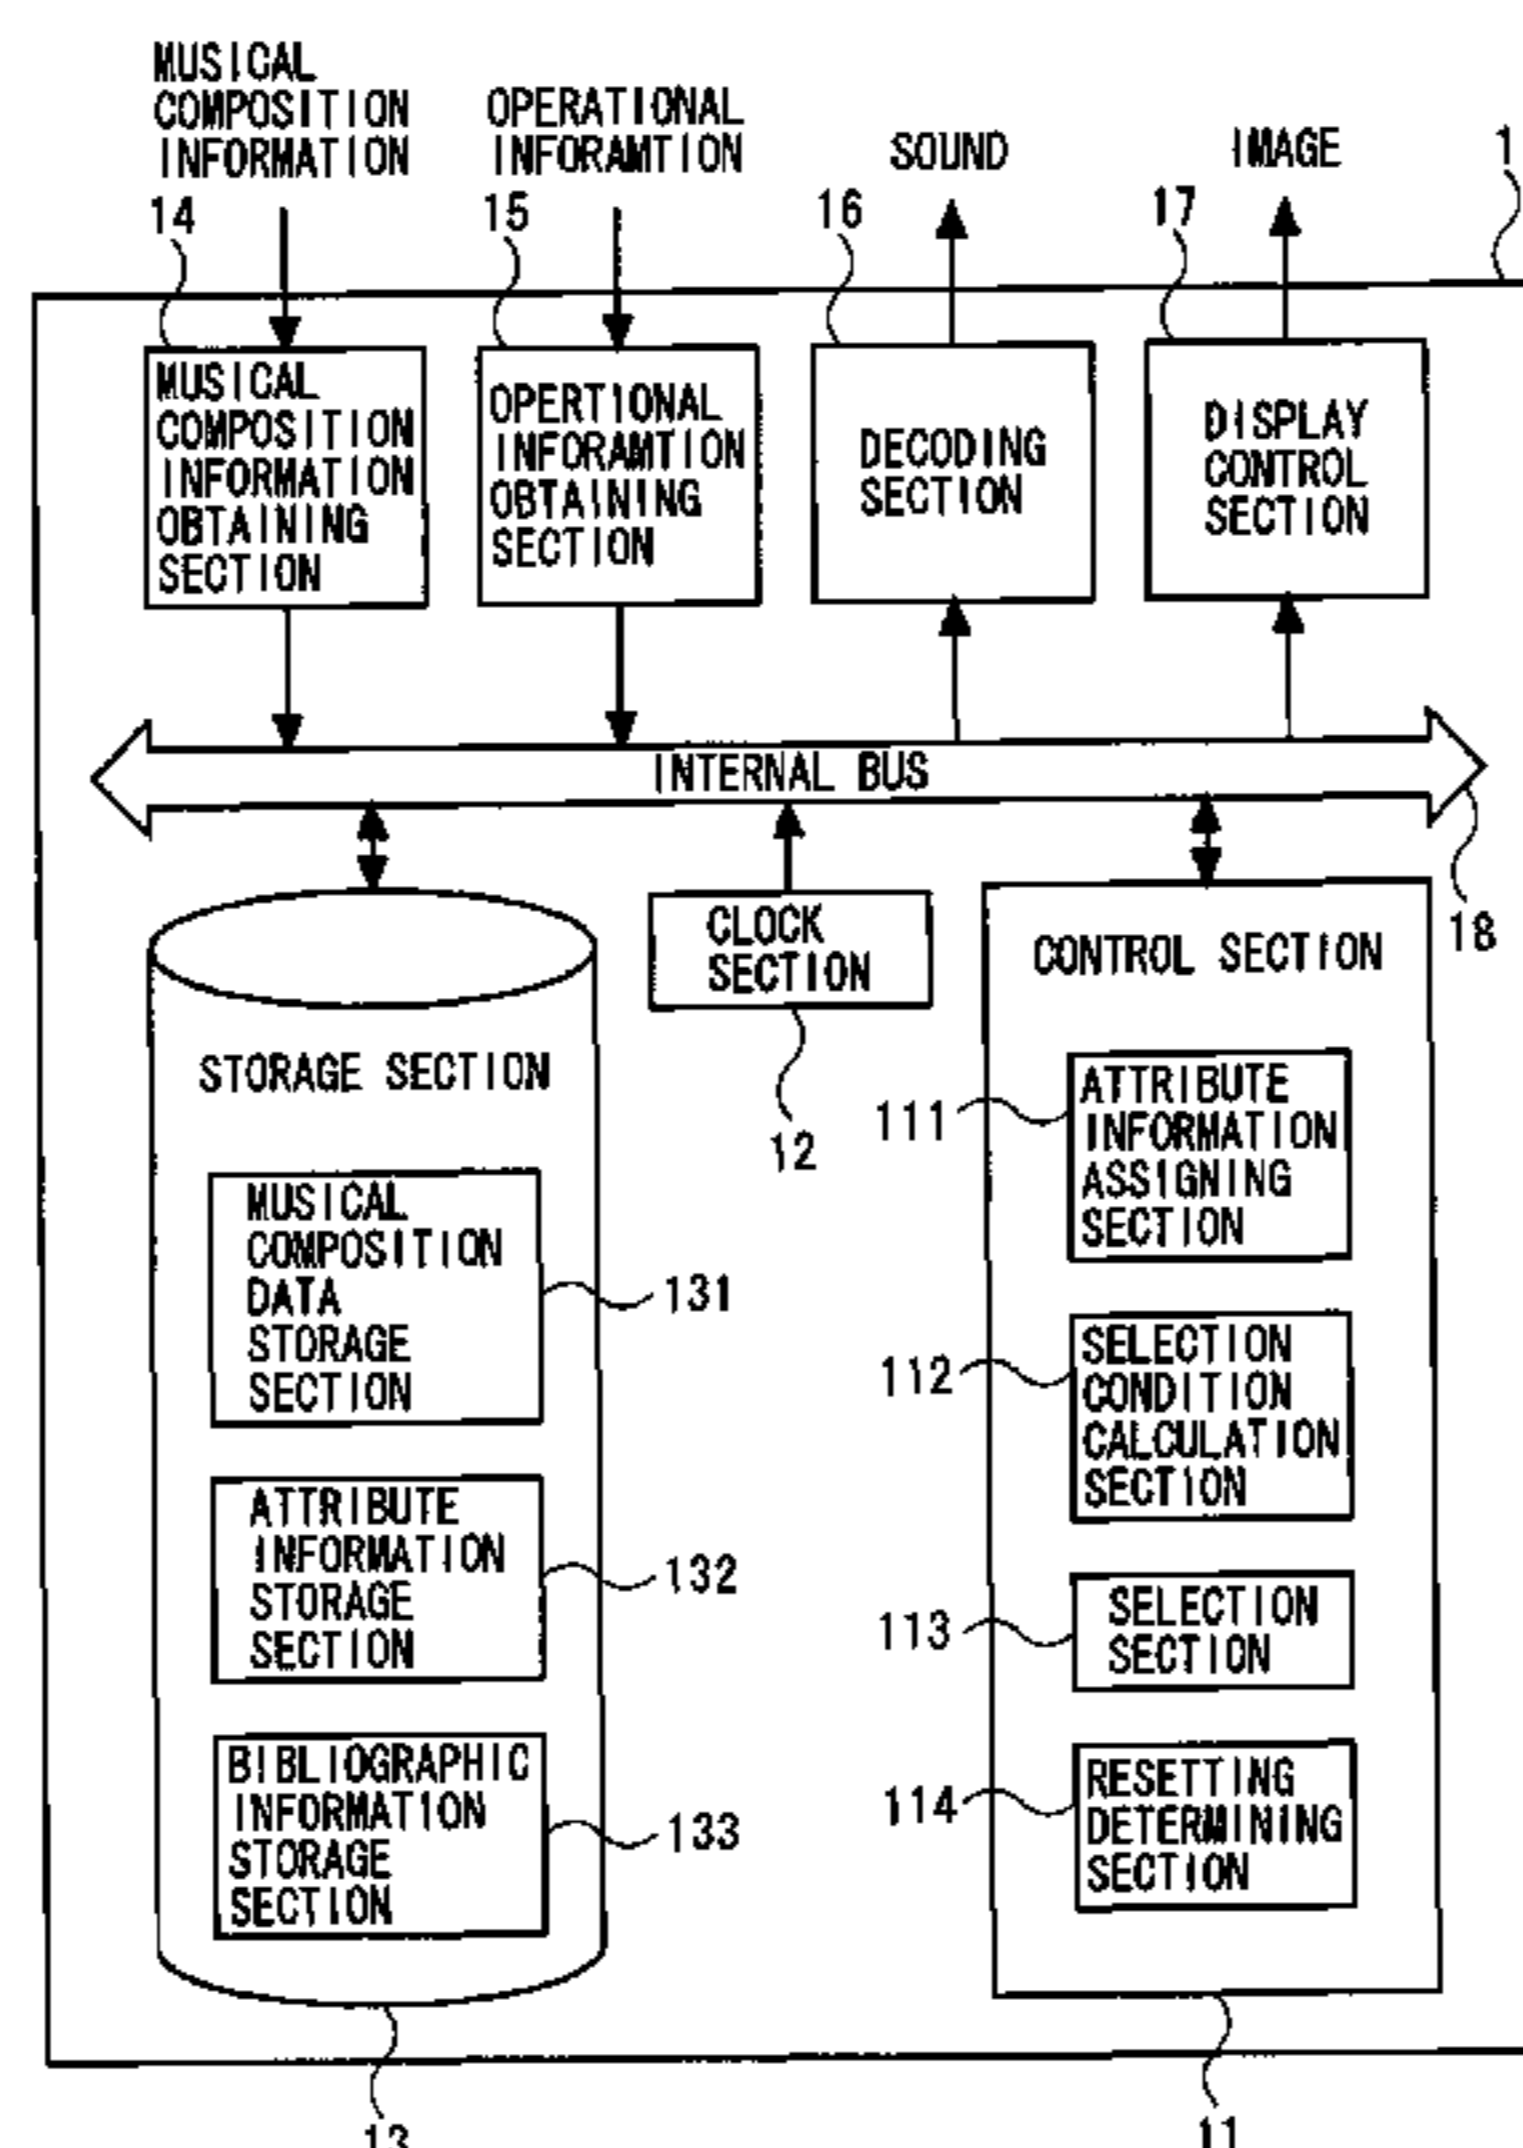 MUSICAL
COMPOSITION
INFORMATION
OPERATIONAL
INFORAMTION
SOUND
IMAGE
1
14
15
16
17
MUSICAL
COMPOSITION
INFORMATION
OBTAINING
SECTION
OPERTIONAL
INFORAMTION
OBTAINING
SECTION
DECODING
SECTION
DISPLAY
CONTROL
SECTION
INTERNAL BUS
18
CLOCK
SECTION
12
STORAGE SECTION
MUSICAL
COMPOSITION
DATA
STORAGE
SECTION
131
ATTRIBUTE
INFORMATION
STORAGE
SECTION
132
BIBLIOGRAPHIC
INFORMATION
STORAGE
SECTION
133
13
CONTROL SECTION
111
ATTRIBUTE
INFORMATION
ASSIGNING
SECTION
112
SELECTION
CONDITION
CALCULATION
SECTION
113
SELECTION
SECTION
114
RESETTING
DETERMINING
SECTION
11